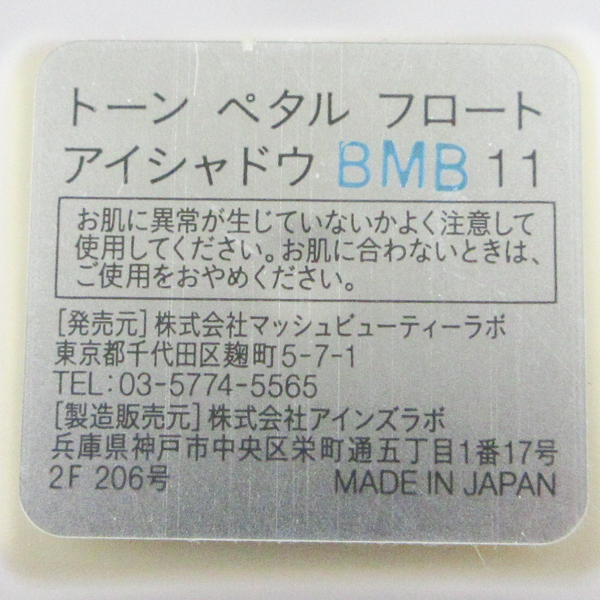 トーン ペタル フロート
アイシャドウ BMB 11
お肌に異常が生じていないかよく注意して
使用してください。お肌に合わないときは、
ご使用をおやめください。
[発売元]株式会社マッシュビューティーラボ
東京都千代田区麹町5-7-1
TEL:03-5774-5565
[製造販売元]株式会社アインズラボ
兵庫県神戸市中央区栄町通五丁目1番17号
2F 206号 MADE IN JAPAN